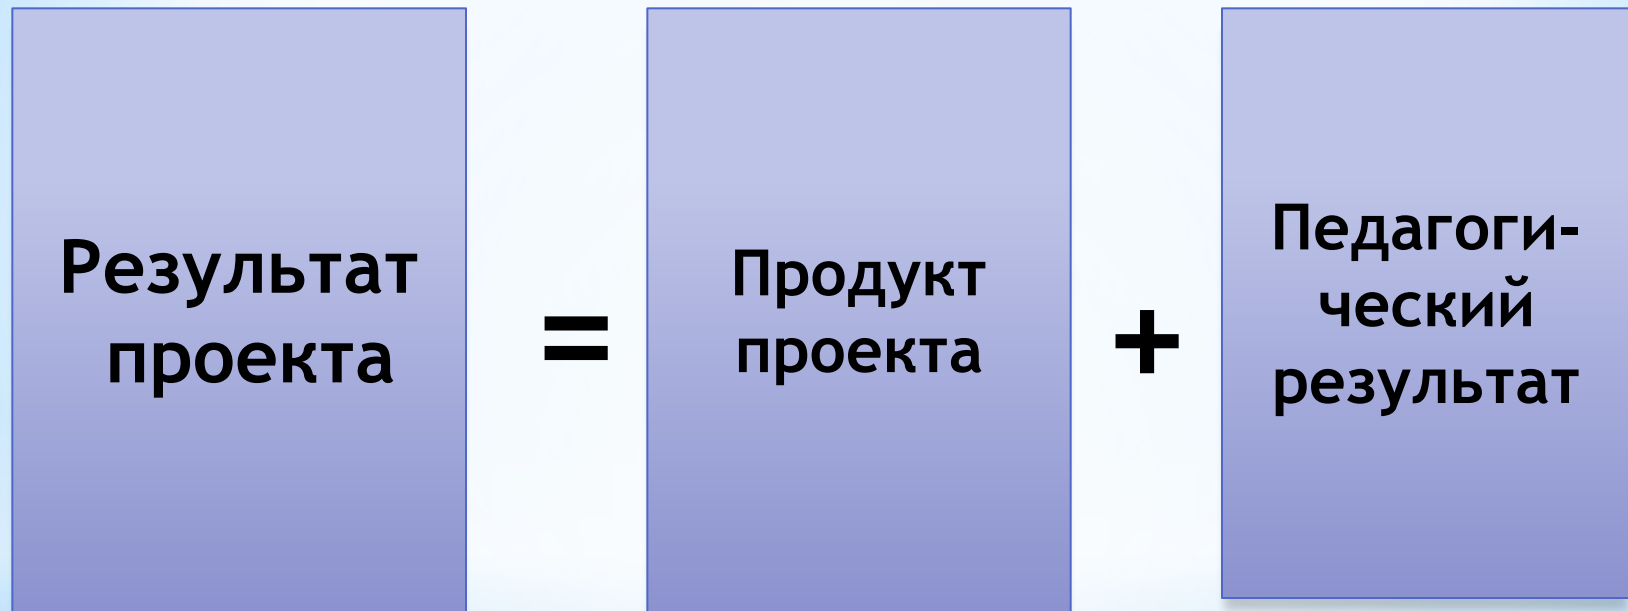 Результат
проекта
=
Продукт
проекта
+
Педагоги-
ческий
результат